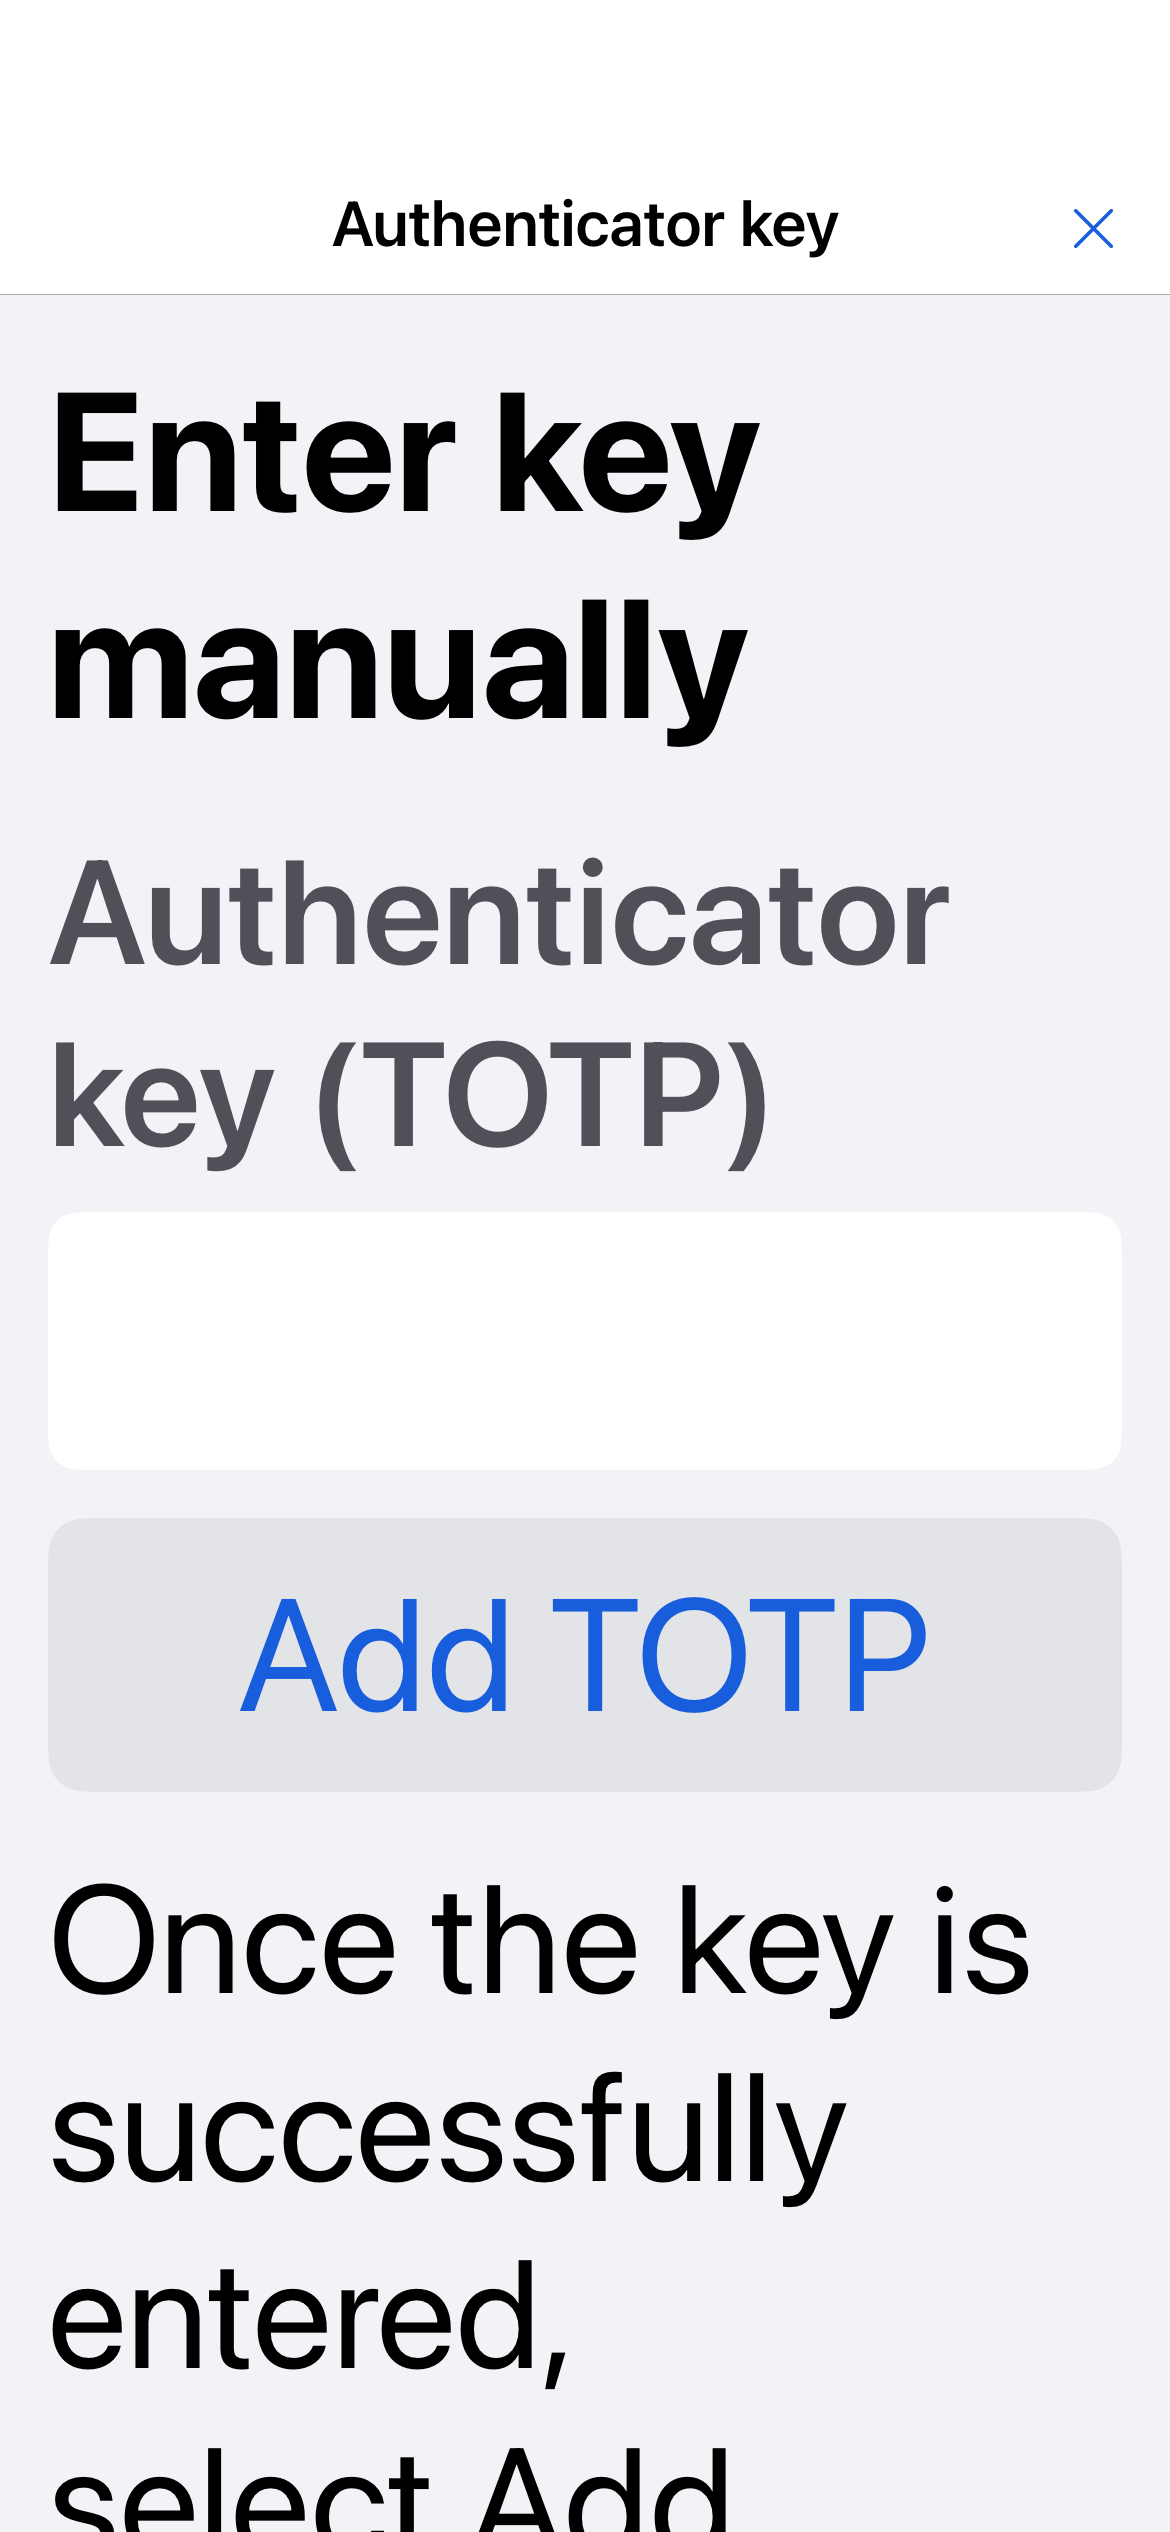 Authenticator key
Enter key
manually
Authenticator
key (TOTP)
Add TOTP
Once the key is
successfully
entered,
select Add